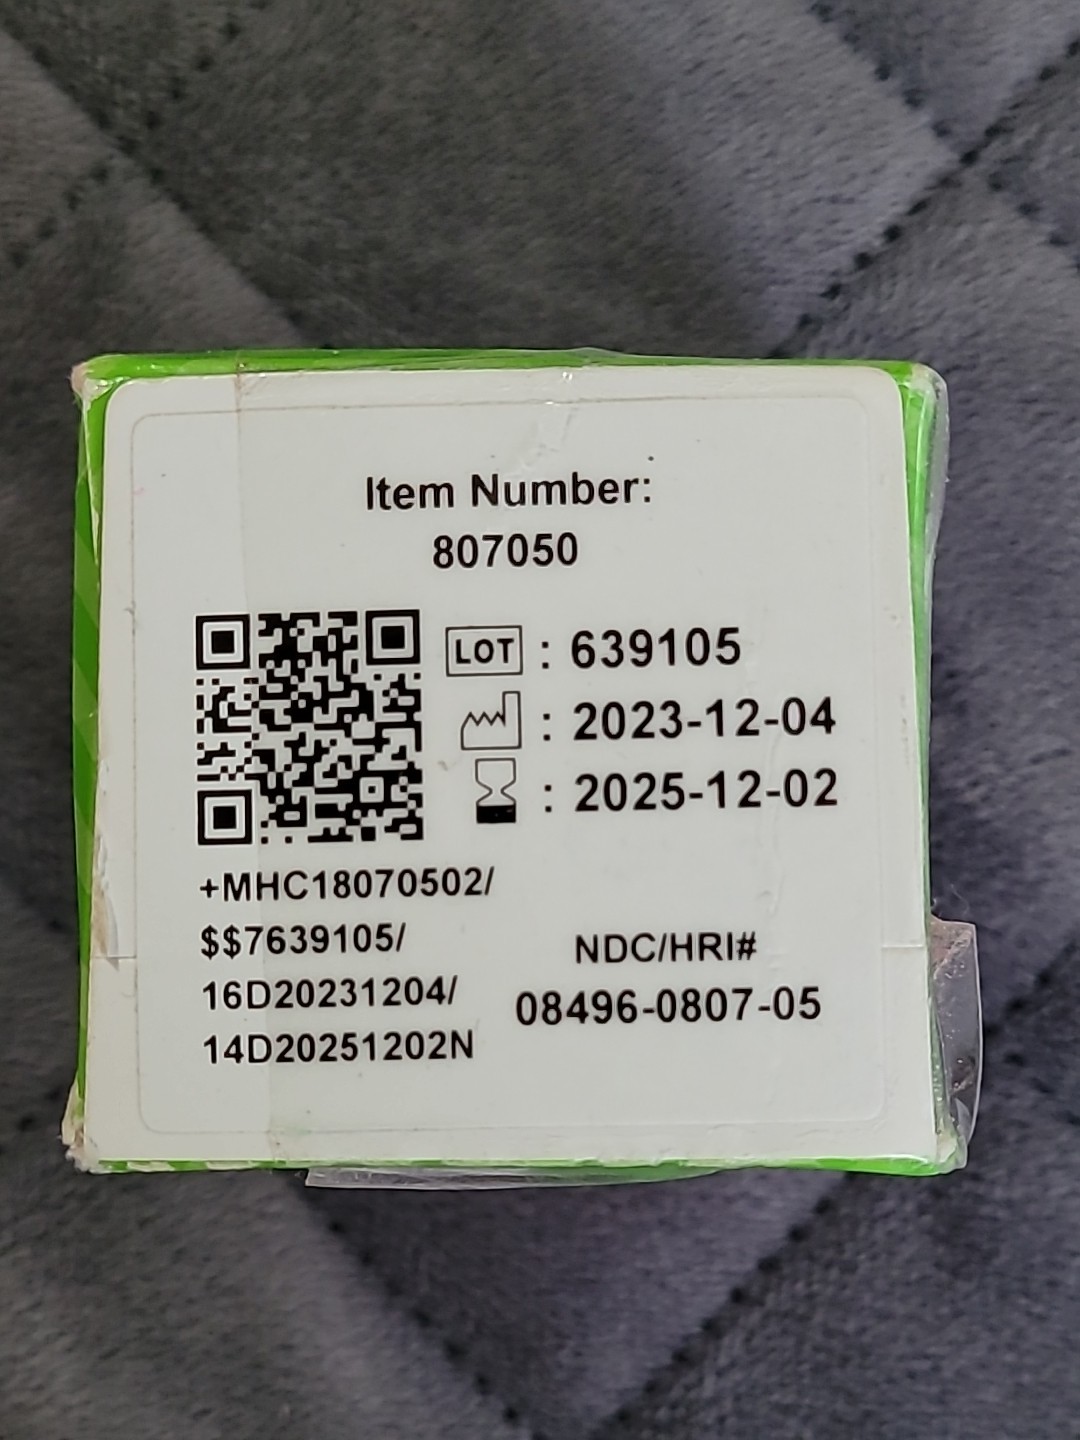 Item Number:
807050
LOT : 639105
: 2023-12-04
: 2025-12-02
+MHC18070502/
$$7639105/
16D20231204/
14D20251202N
NDC/HRI#
08496-0807-05